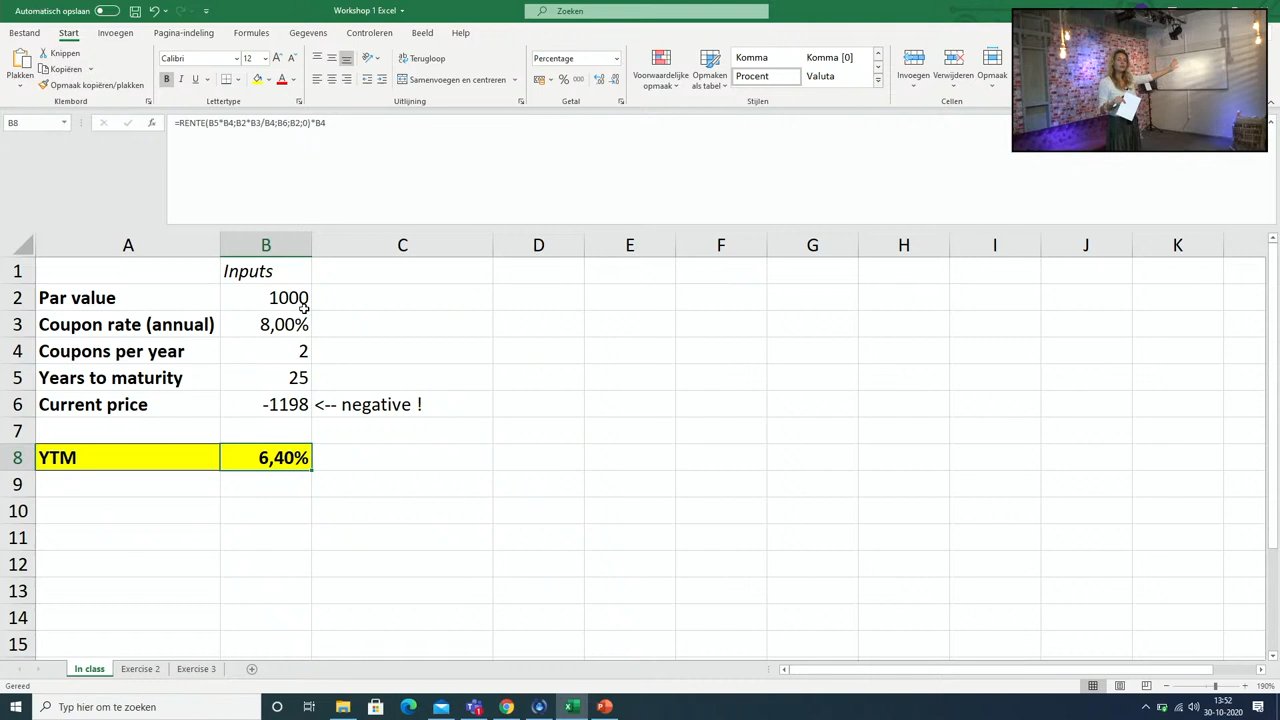 Automatisch opslaan
Workshop 1 Excel
Zoeken
Bestand Start Invoegen Pagina-indeling Formules Gegevens Controleren Beeld Help
Plakken
Knippen
Kopiëren
Opmaak kopiëren/plakken
Klembord
Calibri 12
B I U
Lettertype
Terugloop
Samenvoegen en centreren
Uitlijning
Percentage
% 000
Getal
Voorwaardelijke opmaak
Opmaken als tabel
Komma Komma [0]
Procent Valuta
Stijlen
Invoegen Verwijderen Opmaak
Cellen
B8 fx =RENTE(B5*B4;B2*B3/B4;B6;B2;0)*B4
A B C D E F G H I J K
1 Inputs
2 Par value 1000
3 Coupon rate (annual) 8,00%
4 Coupons per year 2
5 Years to maturity 25
6 Current price -1198 <-- negative !
7
8 YTM 6,40%
9
10
11
12
13
14
15
In class Exercise 2 Exercise 3
Gereed 190%
Typ hier om te zoeken
13:52
30-10-2020